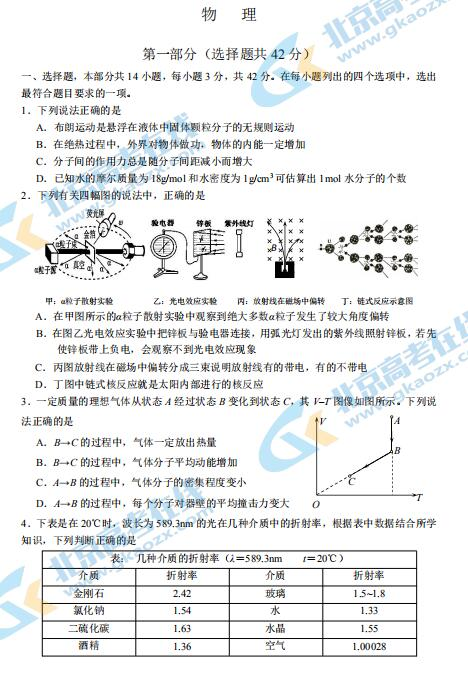 物 理
第一部分（选择题共 42 分）
一、选择题，本部分共 14 小题，每小题 3 分，共 42 分。在每小题列出的四个选项中，选出
最符合题目要求的一项。
1．下列说法正确的是
A．布朗运动是悬浮在液体中固体颗粒分子的无规则运动
B．在绝热过程中，外界对物体做功，物体的内能一定增加
C．分子间的作用力总是随分子间距减小而增大
D．已知水的摩尔质量为 18g/mol 和水密度为 1g/cm³ 可估算出 1mol 水分子的个数
2．下列有关四幅图的说法中，正确的是
荧光屏
金箔
α
α
α
α粒子源
真空
验电器
锌板
紫外线灯
B
甲：α粒子散射实验 乙：光电效应实验 丙：放射线在磁场中偏转 丁：链式反应示意图
A．在甲图所示的α粒子散射实验中观察到绝大多数α粒子发生了较大角度偏转
B．在图乙光电效应实验中把锌板与验电器连接，用弧光灯发出的紫外线照射锌板，若先
使锌板带上负电，会观察不到光电效应现象
C．丙图放射线在磁场中偏转分成三束说明放射线有的带电，有的不带电
D．丁图中链式核反应就是太阳内部进行的核反应
3．一定质量的理想气体从状态 A 经过状态 B 变化到状态 C，其 V–T 图像如图所示。下列说
法正确的是
A．B→C 的过程中，气体一定放出热量
B．B→C 的过程中，气体分子平均动能增加
C．A→B 的过程中，气体分子的密集程度变小
D．A→B 的过程中，每个分子对器壁的平均撞击力变大
V
A
B
C
O
T
4．下表是在 20℃时，波长为 589.3nm 的光在几种介质中的折射率，根据表中数据结合所学
知识，下列判断正确的是
表： 几种介质的折射率（λ=589.3nm t=20℃）
介质 折射率 介质 折射率
金刚石 2.42 玻璃 1.5~1.8
氯化钠 1.54 水 1.33
二硫化碳 1.63 水晶 1.55
酒精 1.36 空气 1.00028
北京高考在线
www.gkaozx.com